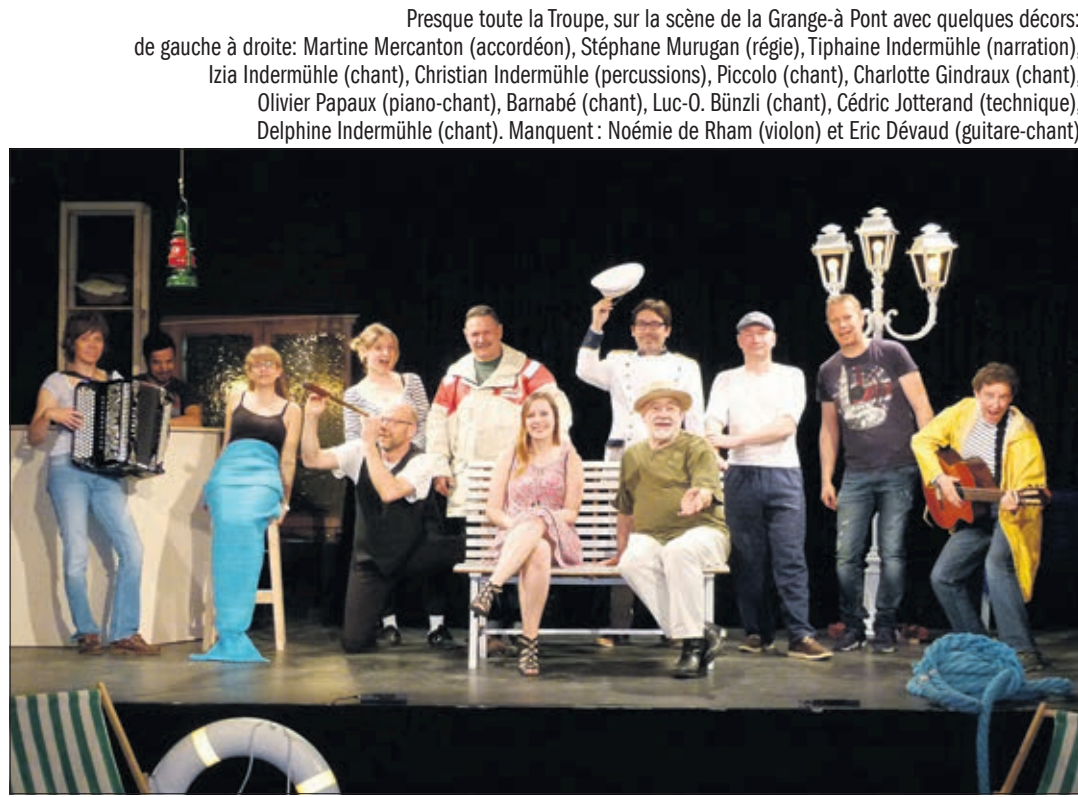 Presque toute la Troupe, sur la scène de la Grange-à Pont avec quelques décors:
de gauche à droite: Martine Mercanton (accordéon), Stéphane Murugan (régie), Tiphaine Indermühle (narration),
Izia Indermühle (chant), Christian Indermühle (percussions), Piccolo (chant), Charlotte Gindraux (chant),
Olivier Papaux (piano-chant), Barnabé (chant), Luc-O. Bünzli (chant), Cédric Jotterand (technique),
Delphine Indermühle (chant). Manquent : Noémie de Rham (violon) et Eric Dévaud (guitare-chant)